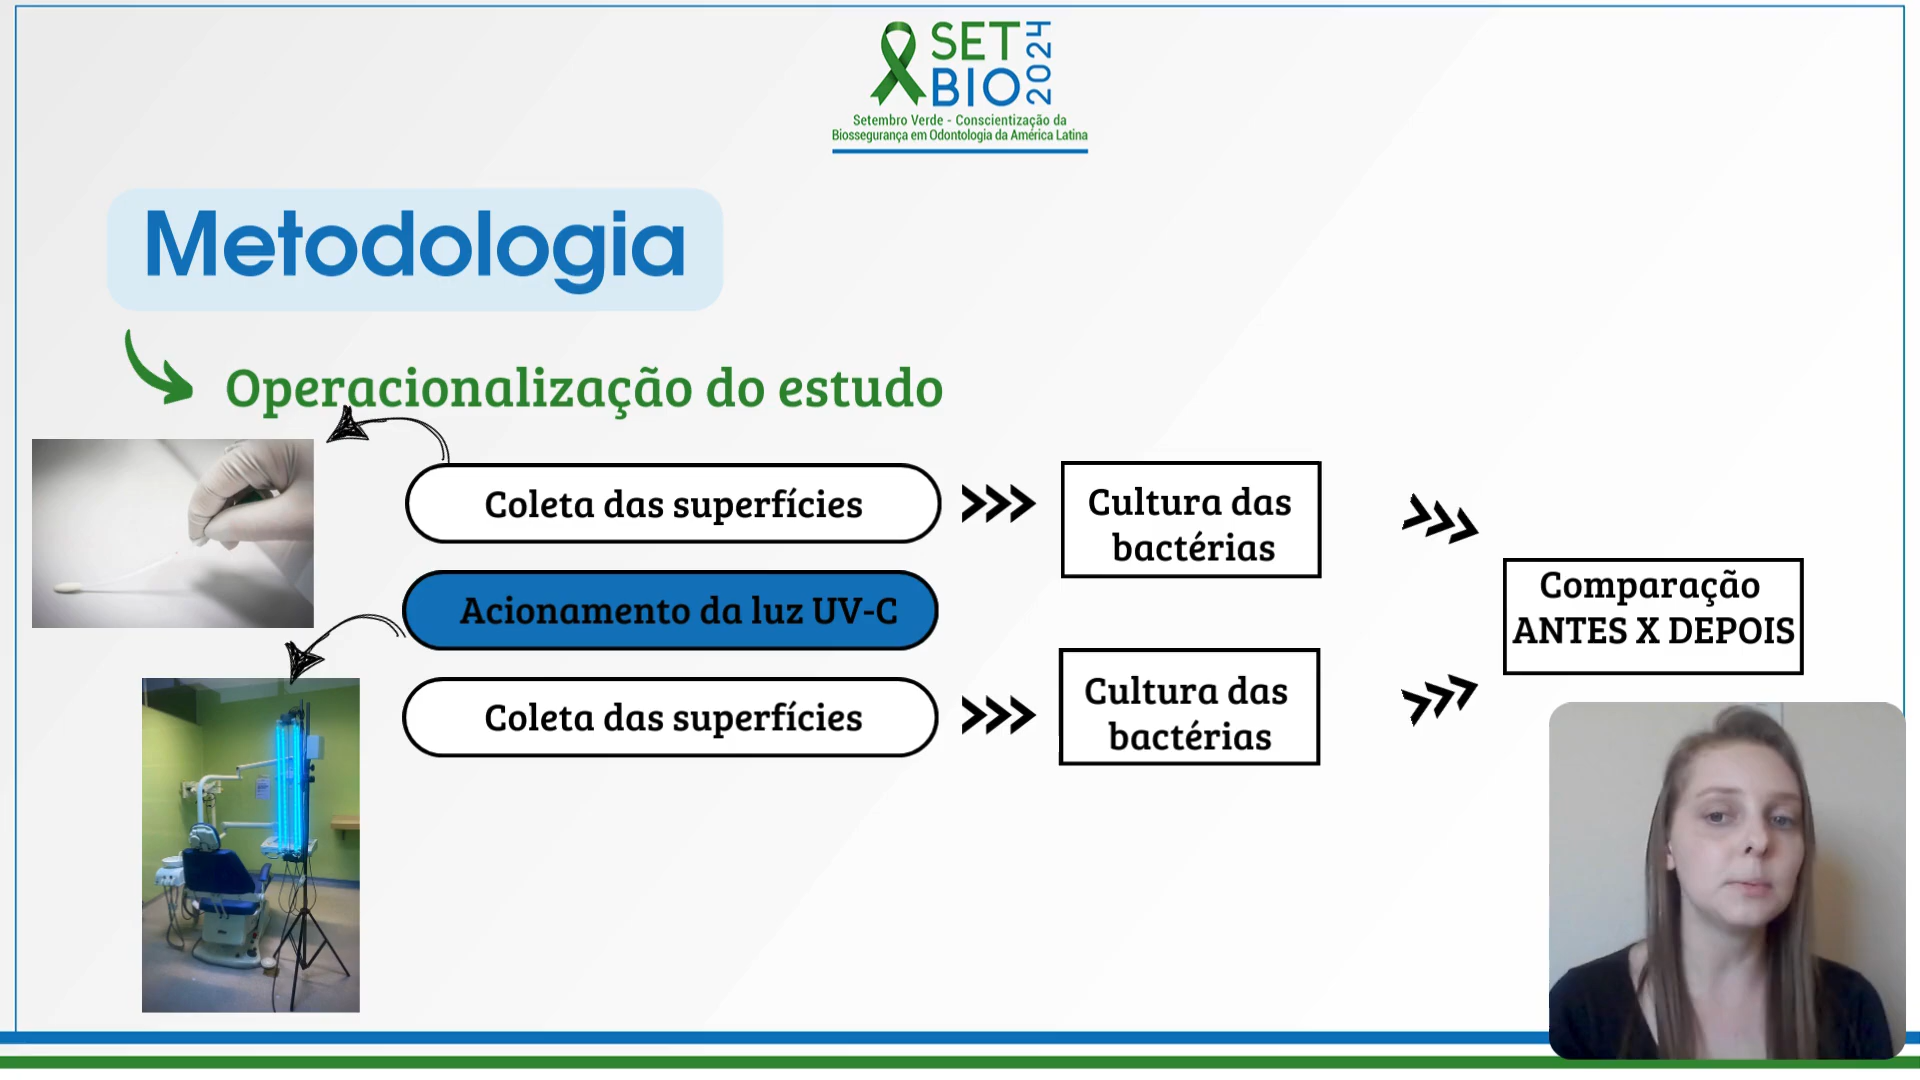 SET
BIO
2024
Setembro Verde - Conscientização da
Biossegurança em Odontologia da América Latina
Metodologia
Operacionalização do estudo
Coleta das superfícies
Cultura das
bactérias
Acionamento da luz UV-C
Comparação
ANTES X DEPOIS
Coleta das superfícies
Cultura das
bactérias